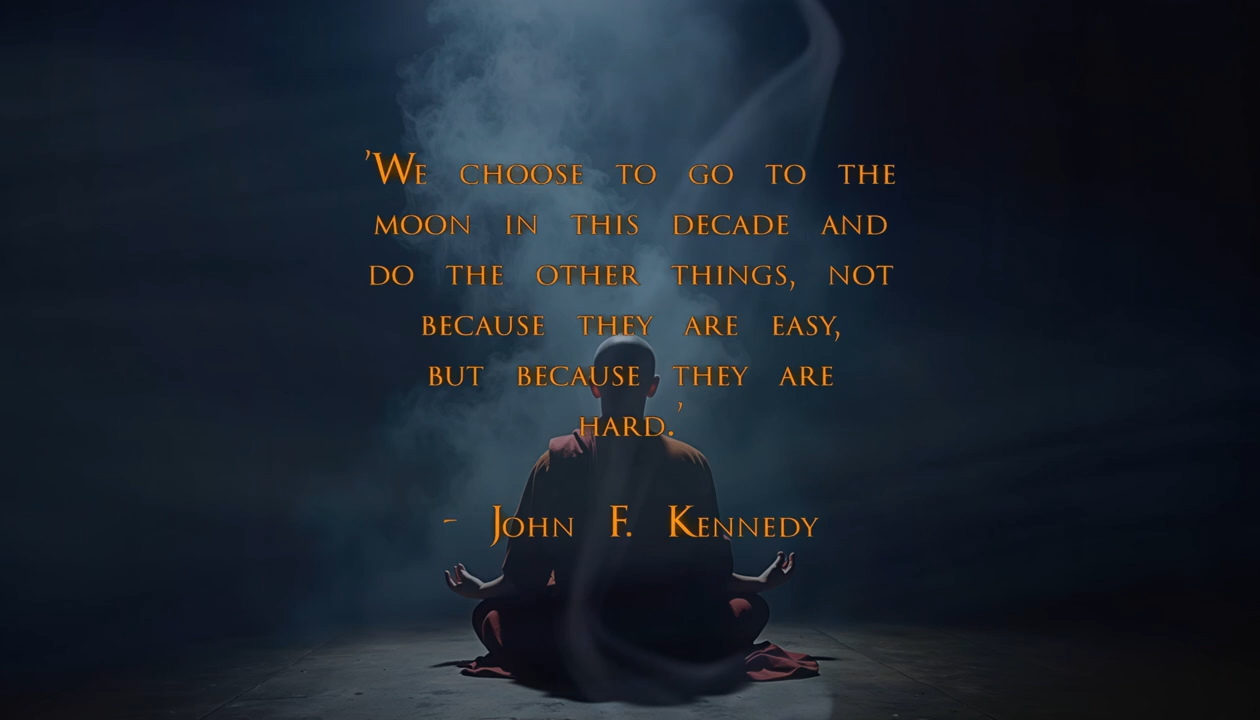 'We choose to go to the
moon in this decade and
do the other things, not
because they are easy,
but because they are
hard.'
- John F. Kennedy